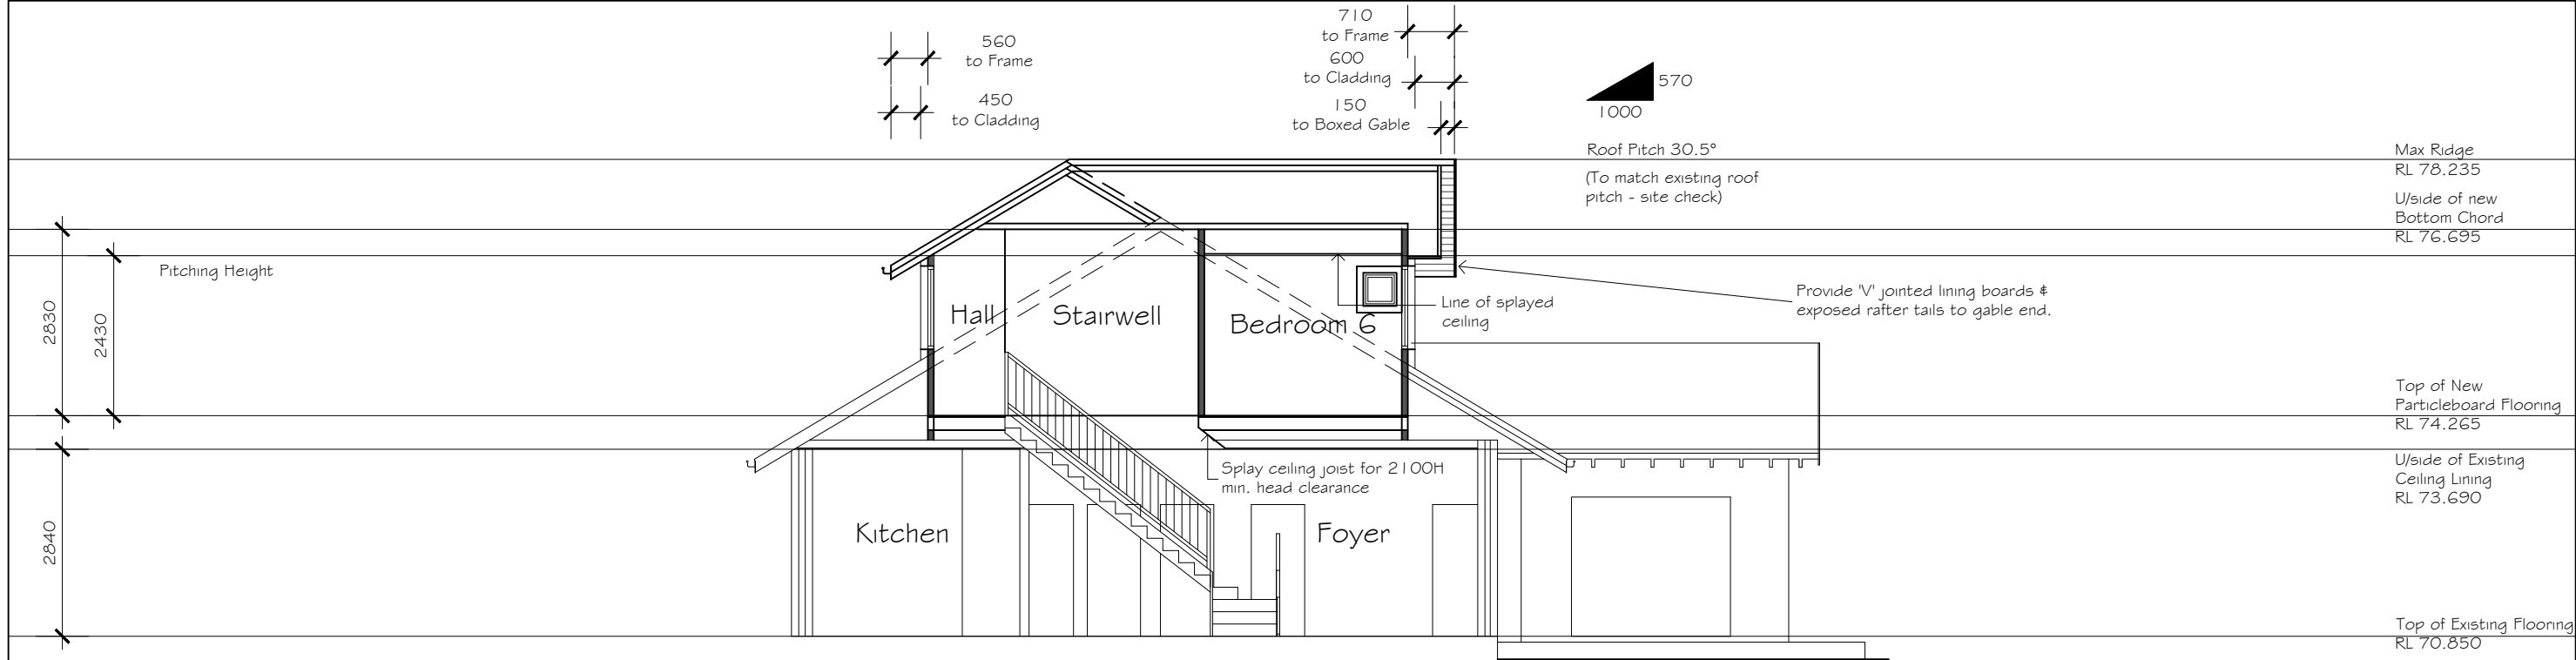 710
to Frame
560
to Frame
600
to Cladding
450
to Cladding
150
to Boxed Gable
570
1000
Roof Pitch 30.5°
(To match existing roof
pitch - site check)
Max Ridge
RL 78.235
U/side of new
Bottom Chord
RL 76.695
Pitching Height
2830
2430
Hall
Stairwell
Bedroom 6
Line of splayed
ceiling
Provide 'V' jointed lining boards &
exposed rafter tails to gable end.
Top of New
Particleboard Flooring
RL 74.265
U/side of Existing
Ceiling Lining
RL 73.690
Splay ceiling joist for 2100H
min. head clearance
2840
Kitchen
Foyer
Top of Existing Flooring
RL 70.850